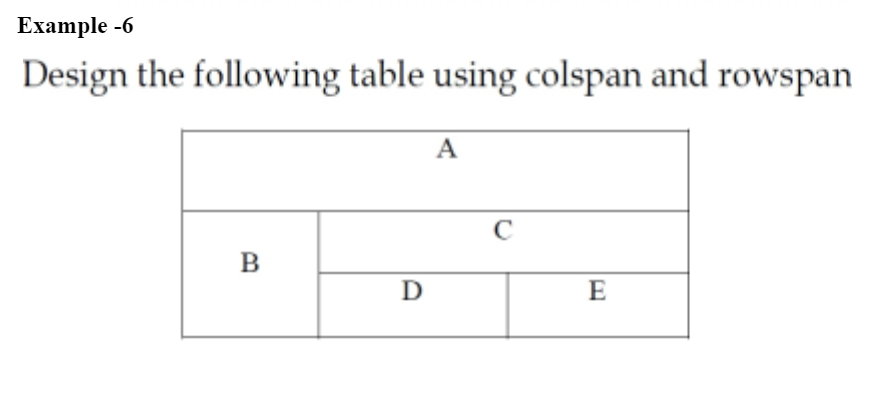 Example -6
Design the following table using colspan and rowspan
A
C
B
D E